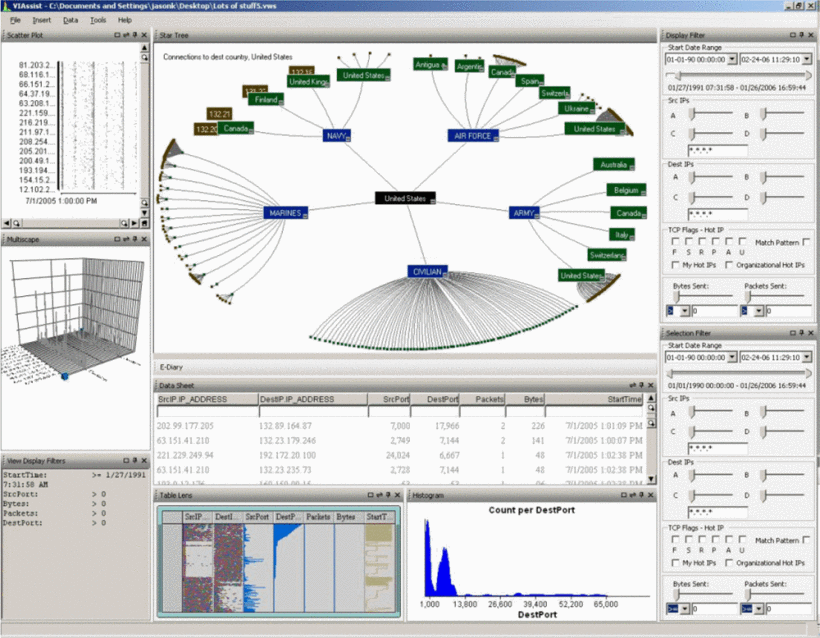 VIAssist - C:\Documents and Settings\jasonk\Desktop\Lots of stuff5.vws
File Insert Data Tools Help
Scatter Plot
81.203.2...
68.116.1...
66.151.2...
64.37.19...
63.208.1...
221.159...
216.219...
211.97.1...
208.254...
205.201...
200.49.1...
193.194...
154.15.2...
12.102.9...
7/1/2005 1:00:00 PM
Multiscape
View Display Filters
StartTime: >= 1/27/1991
7:31:58 AM
SrcPort: > 0
Bytes: > 0
Packets: > 0
DestPort: > 0
Star Tree
Connections to dest country, United States
132.21
132.20
Canada
Finland
United King
United States
NAVY
Antigua
Argenti
Canada
Spain
Switzerl
Ukraine
United States
AIR FORCE
MARINES
United States
ARMY
Australia
Belgium
Canada
Italy
Switzerlan
United States
CIVILIAN
E-Diary
Data Sheet
SrcIP.IP_ADDRESS DestIP.IP_ADDRESS SrcPort DestPort Packets Bytes StartTime
202.99.177.205 132.89.164.87 7,000 17,966 2 226 7/1/2005 1:01:09 PM
63.151.41.210 132.23.179.246 2,749 7,144 2 141 7/1/2005 1:00:07 PM
221.229.249.94 192.172.20.100 24,024 6,667 1 48 7/1/2005 1:02:38 PM
63.151.41.210 132.23.235.73 2,728 7,144 1 48 7/1/2005 1:02:38 PM
Table Lens
SrcIP... DestI... SrcPort DestP... Packets Bytes StartT...
Histogram
Count per DestPort
1,000 13,800 26,600 39,400 52,200 65,000
DestPort
Display Filter
Start Date Range
01-01-90 00:00:00 02-24-06 11:29:10
01/27/1991 07:31:58 - 01/26/2006 16:59:44
Src IPs
A B
C D
*.*.*.*
Dest IPs
A B
C D
*.*.*.*
TCP Flags - Hot IP
Match Pattern
F S R P A U
My Hot IPs Organizational Hot IPs
Bytes Sent: Packets Sent:
> 0 > 0
Selection Filter
Start Date Range
01-01-90 00:00:00 02-24-06 11:29:10
01/01/1990 00:00:00 - 01/26/2006 16:59:44
Src IPs
A B
C D
*.*.*.*
Dest IPs
A B
C D
*.*.*.*
TCP Flags - Hot IP
Match Pattern
F S R P A U
My Hot IPs Organizational Hot IPs
Bytes Sent: Packets Sent:
>= 0 >= 0